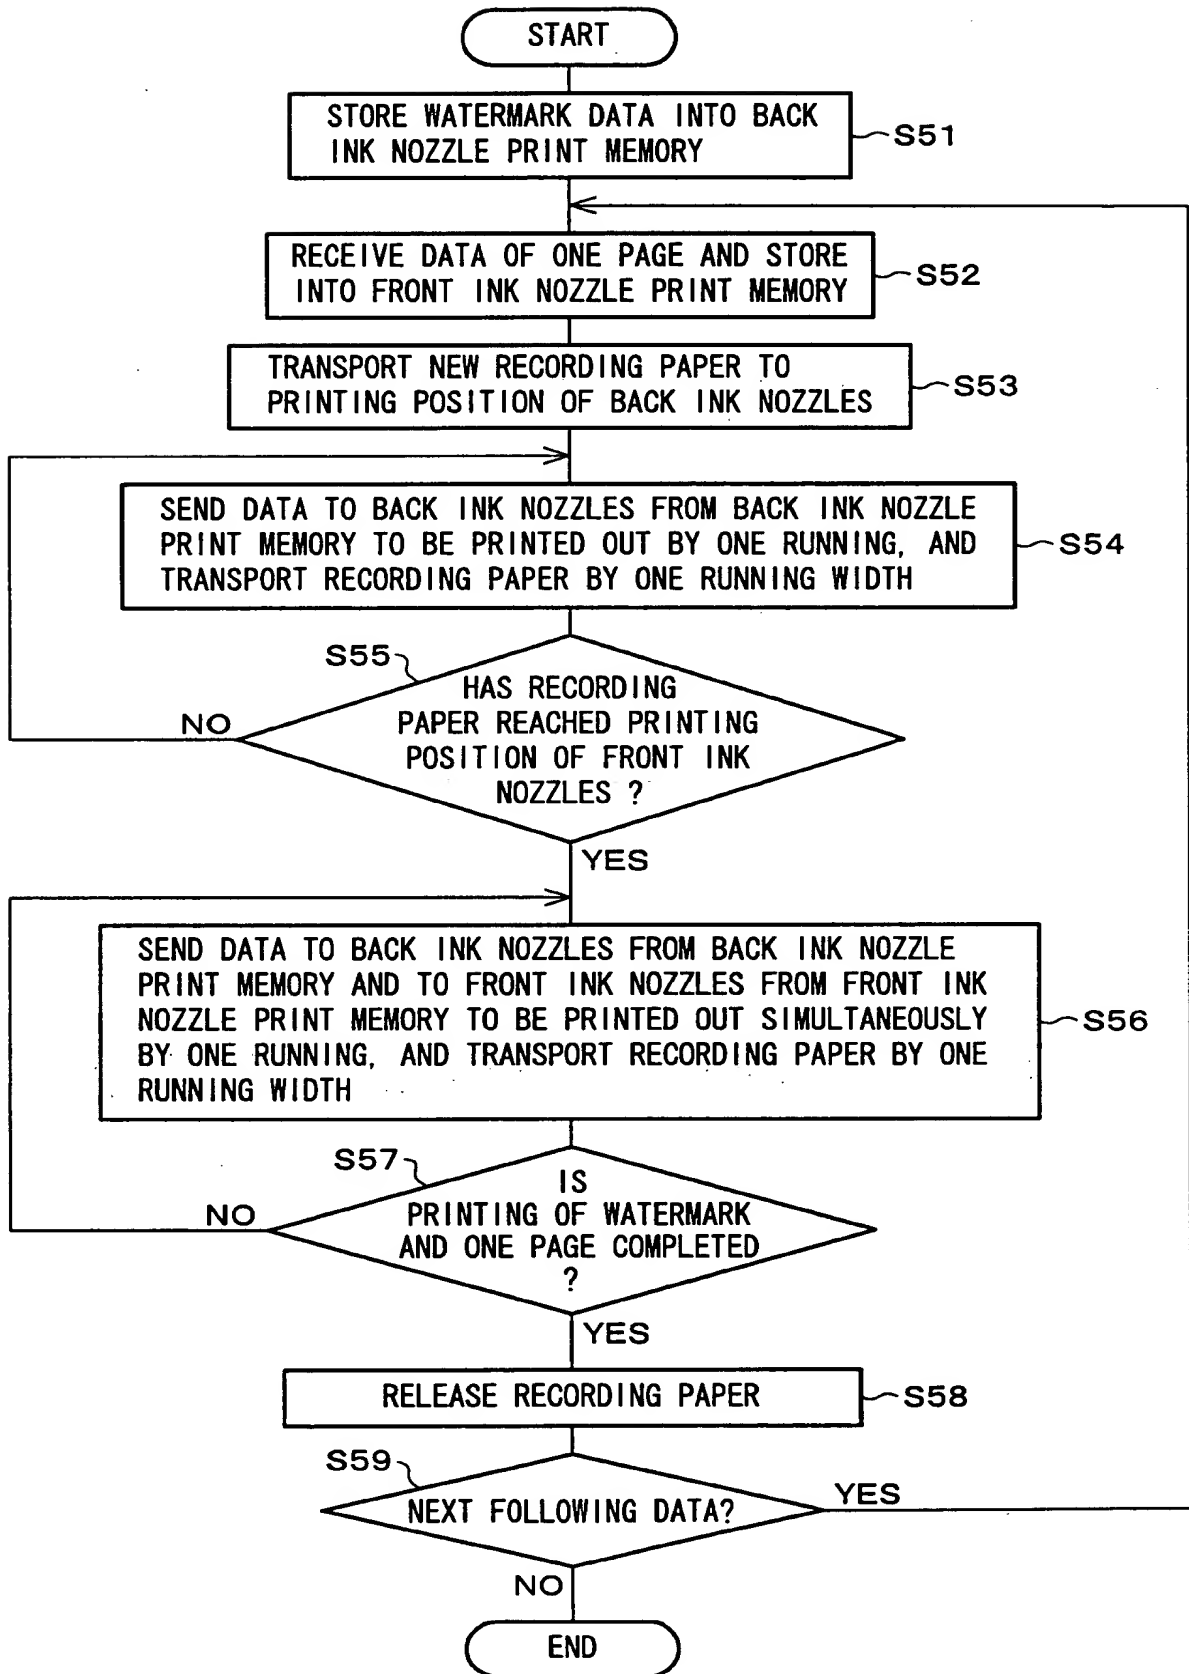 START
STORE WATERMARK DATA INTO BACK
INK NOZZLE PRINT MEMORY
S51
RECEIVE DATA OF ONE PAGE AND STORE
INTO FRONT INK NOZZLE PRINT MEMORY
S52
TRANSPORT NEW RECORDING PAPER TO
PRINTING POSITION OF BACK INK NOZZLES
S53
SEND DATA TO BACK INK NOZZLES FROM BACK INK NOZZLE
PRINT MEMORY TO BE PRINTED OUT BY ONE RUNNING, AND
TRANSPORT RECORDING PAPER BY ONE RUNNING WIDTH
S54
S55
HAS RECORDING
PAPER REACHED PRINTING
POSITION OF FRONT INK
NOZZLES ?
NO
YES
SEND DATA TO BACK INK NOZZLES FROM BACK INK NOZZLE
PRINT MEMORY AND TO FRONT INK NOZZLES FROM FRONT INK
NOZZLE PRINT MEMORY TO BE PRINTED OUT SIMULTANEOUSLY
BY ONE RUNNING, AND TRANSPORT RECORDING PAPER BY ONE
RUNNING WIDTH
S56
S57
IS
PRINTING OF WATERMARK
AND ONE PAGE COMPLETED
?
NO
YES
RELEASE RECORDING PAPER
S58
S59
NEXT FOLLOWING DATA?
YES
NO
END